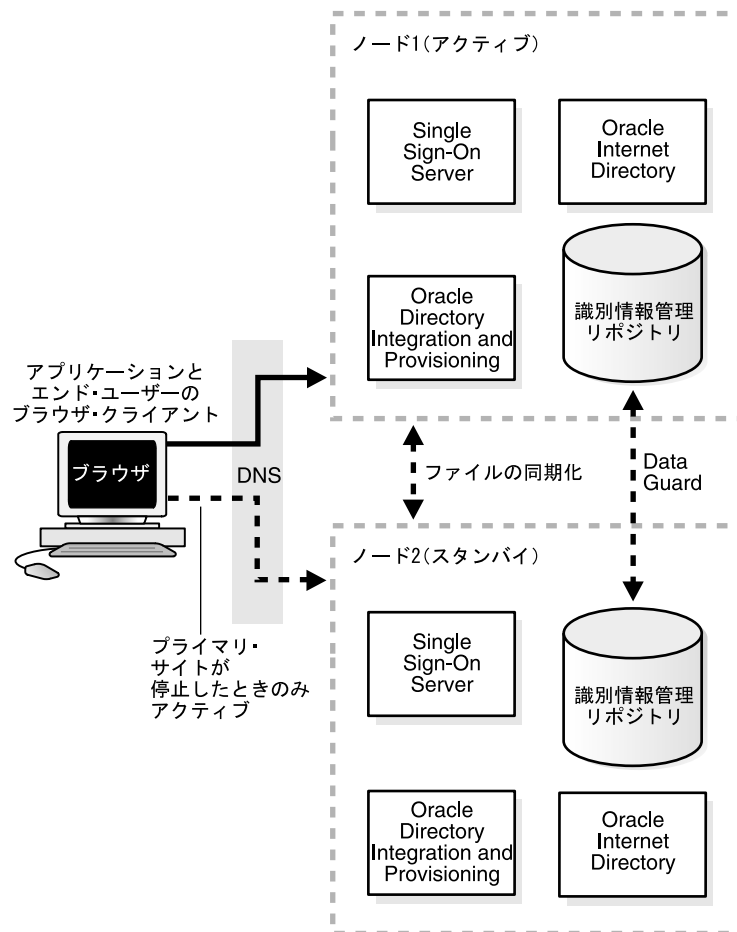 ノード1(アクティブ)
Single
Sign-On
Server
Oracle
Internet
Directory
Oracle
Directory
Integration and
Provisioning
識別情報管理
リポジトリ
アプリケーションと
エンド・ユーザーの
ブラウザ・クライアント
ブラウザ
DNS
ファイルの同期化
Data
Guard
プライマリ・
サイトが
停止したときのみ
アクティブ
ノード2(スタンバイ)
Single
Sign-On
Server
識別情報管理
リポジトリ
Oracle
Directory
Integration and
Provisioning
Oracle
Internet
Directory